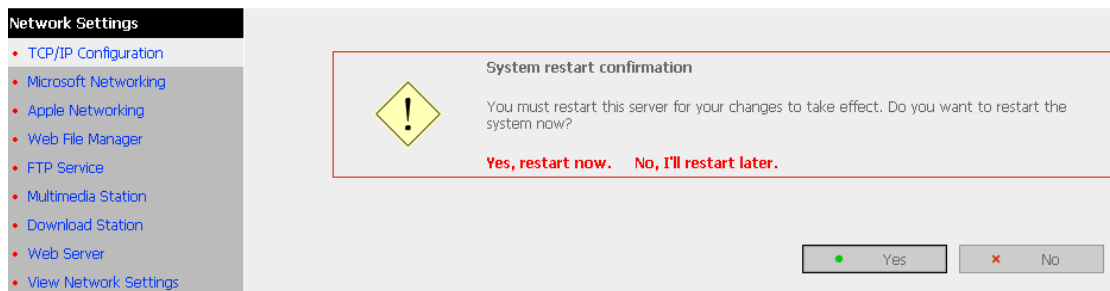 Network Settings
TCP/IP Configuration
Microsoft Networking
Apple Networking
Web File Manager
FTP Service
Multimedia Station
Download Station
Web Server
View Network Settings
System restart confirmation
You must restart this server for your changes to take effect. Do you want to restart the
system now?
Yes, restart now. No, I'll restart later.
Yes No